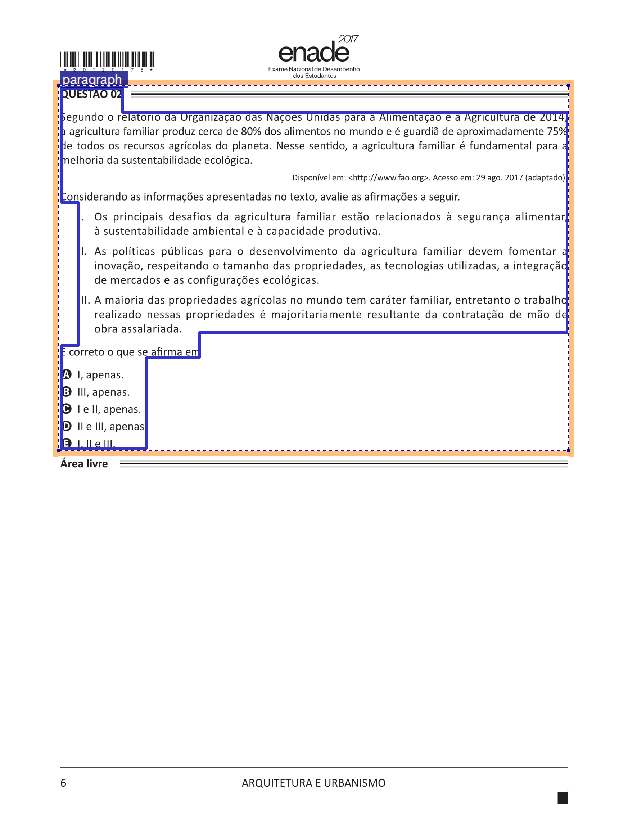 2017
enade
Exame Nacional de Desempenho
dos Estudantes
paragraph
QUESTÃO 02
Segundo o relatório da Organização das Nações Unidas para a Alimentação e a Agricultura de 2014,
a agricultura familiar produz cerca de 80% dos alimentos no mundo e é guardiã de aproximadamente 75%
de todos os recursos agrícolas do planeta. Nesse sentido, a agricultura familiar é fundamental para a
melhoria da sustentabilidade ecológica.
Disponível em: <http://www.fao.org>. Acesso em: 29 ago. 2017 (adaptado).
Considerando as informações apresentadas no texto, avalie as afirmações a seguir.
I. Os principais desafios da agricultura familiar estão relacionados à segurança alimentar,
à sustentabilidade ambiental e à capacidade produtiva.
II. As políticas públicas para o desenvolvimento da agricultura familiar devem fomentar a
inovação, respeitando o tamanho das propriedades, as tecnologias utilizadas, a integração
de mercados e as configurações ecológicas.
III. A maioria das propriedades agrícolas no mundo tem caráter familiar, entretanto o trabalho
realizado nessas propriedades é majoritariamente resultante da contratação de mão de
obra assalariada.
É correto o que se afirma em
A I, apenas.
B III, apenas.
C I e II, apenas.
D II e III, apenas.
E I, II e III.
Área livre
6 ARQUITETURA E URBANISMO